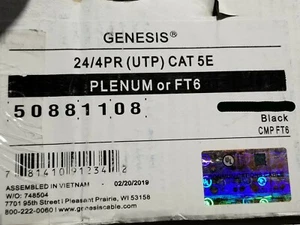 GENESIS®
24/4PR (UTP) CAT 5E
PLENUM or FT6
50881108
Black
CMP FT6
ASSEMBLED IN VIETNAM 02/20/2019
W/O: 748504
7701 95th Street | Pleasant Prairie, WI 53158
800-222-0060 | www.genesiscable.com